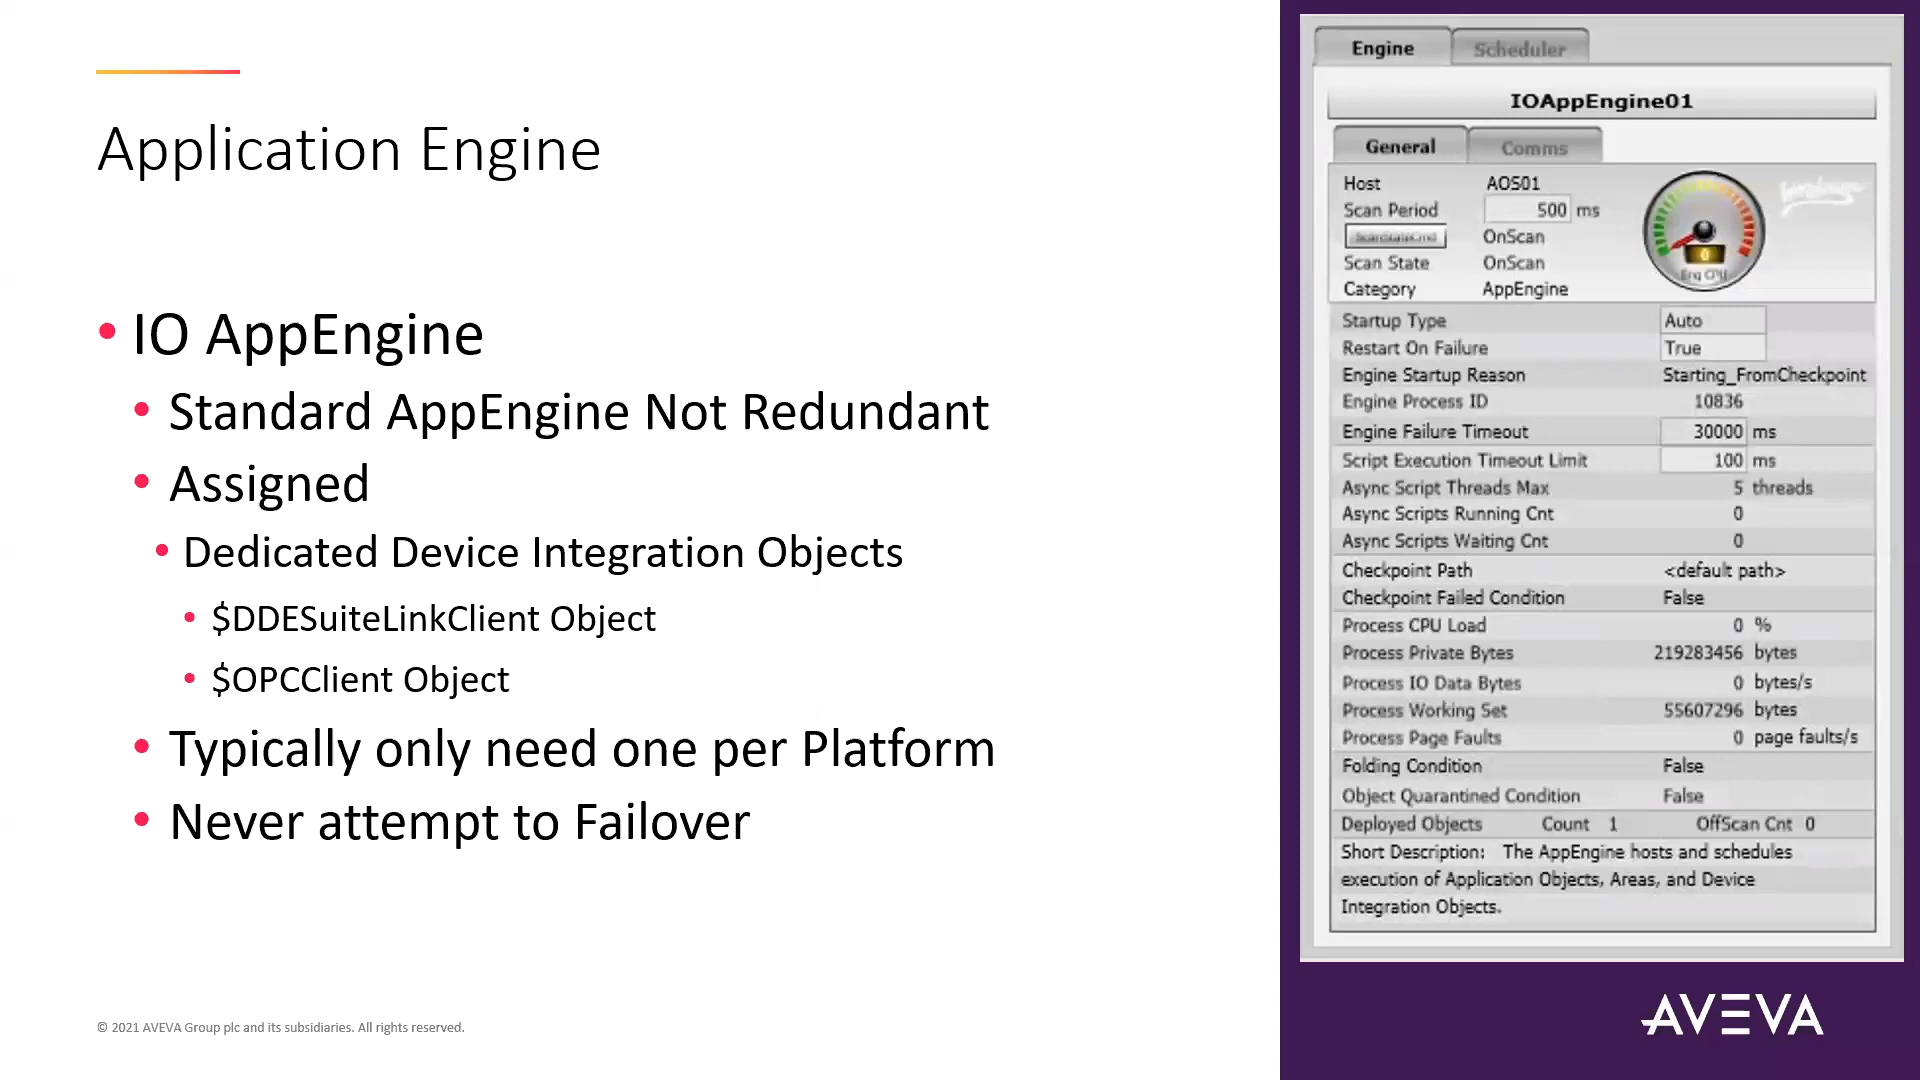 Application Engine
• IO AppEngine
• Standard AppEngine Not Redundant
• Assigned
• Dedicated Device Integration Objects
• $DDESuiteLinkClient Object
• $OPCClient Object
• Typically only need one per Platform
• Never attempt to Failover
© 2021 AVEVA Group plc and its subsidiaries. All rights reserved.
Engine Scheduler
IOAppEngine01
General Comms
Host AOS01
Scan Period 500 ms
ScanStateCmd OnScan
Scan State OnScan
Category AppEngine
0
Eng CPU
Startup Type Auto
Restart On Failure True
Engine Startup Reason Starting_FromCheckpoint
Engine Process ID 10836
Engine Failure Timeout 30000 ms
Script Execution Timeout Limit 100 ms
Async Script Threads Max 5 threads
Async Scripts Running Cnt 0
Async Scripts Waiting Cnt 0
Checkpoint Path <default path>
Checkpoint Failed Condition False
Process CPU Load 0 %
Process Private Bytes 219283456 bytes
Process IO Data Bytes 0 bytes/s
Process Working Set 55607296 bytes
Process Page Faults 0 page faults/s
Folding Condition False
Object Quarantined Condition False
Deployed Objects Count 1 OffScan Cnt 0
Short Description: The AppEngine hosts and schedules
execution of Application Objects, Areas, and Device
Integration Objects.
AVEVA